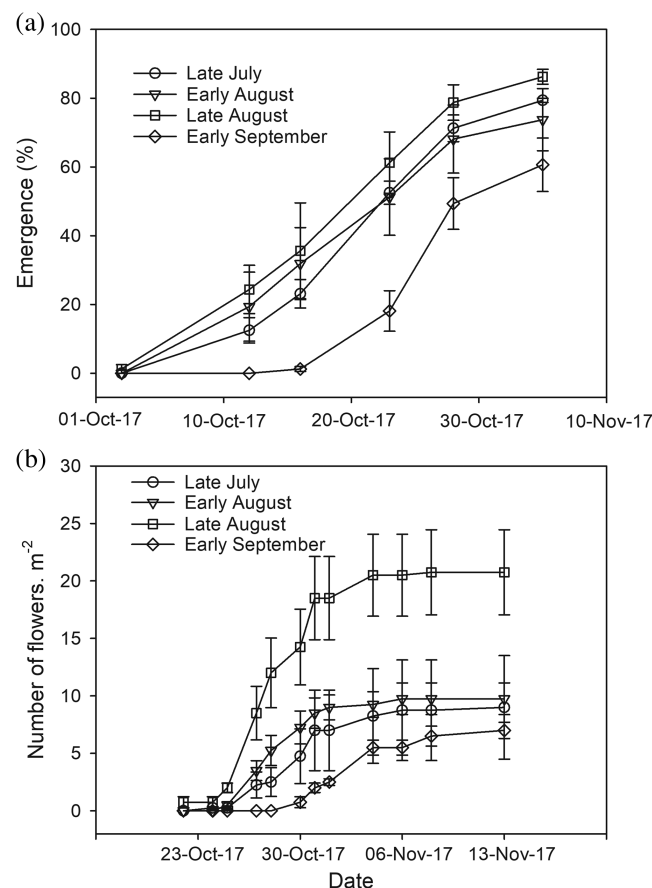 (a)
100
80
60
40
20
0
Emergence (%)
Late July
Early August
Late August
Early September
01-Oct-17 10-Oct-17 20-Oct-17 30-Oct-17 10-Nov-17
(b)
30
25
20
15
10
5
0
Number of flowers. m-2
Late July
Early August
Late August
Early September
23-Oct-17 30-Oct-17 06-Nov-17 13-Nov-17
Date